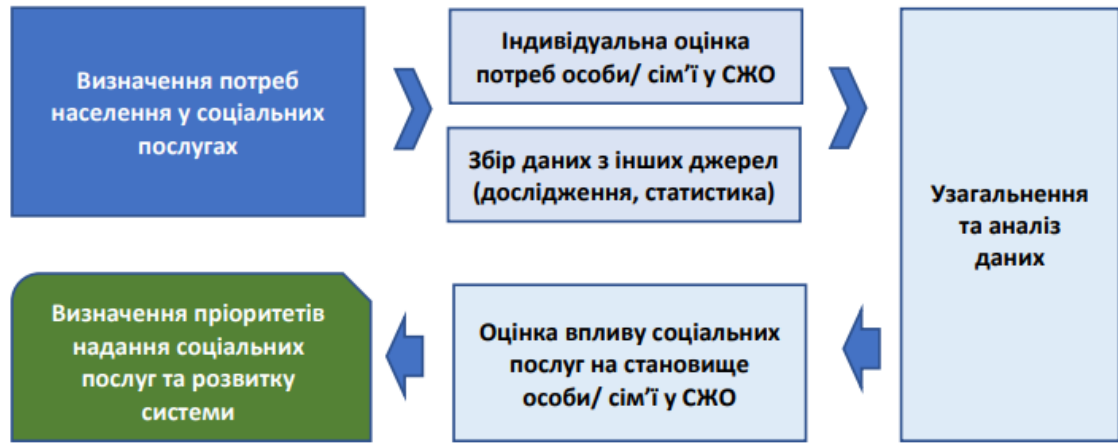 Визначення потреб
населення у соціальних
послугах
Індивідуальна оцінка
потреб особи/ сім’ї у СЖО
Збір даних з інших джерел
(дослідження, статистика)
Узагальнення
та аналіз
даних
Оцінка впливу соціальних
послуг на становище
особи/ сім’ї у СЖО
Визначення пріоритетів
надання соціальних
послуг та розвитку
системи